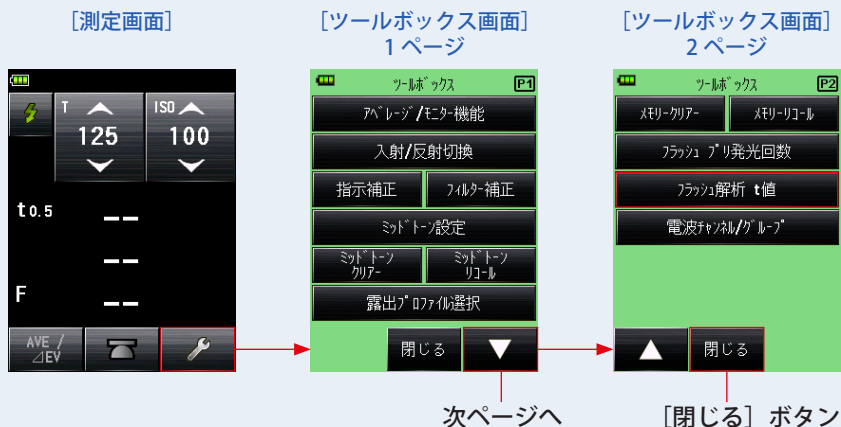 ［測定画面］
T
ISO
125
100
t0.5
--
--
F
--
AVE /
⊿EV
［ツールボックス画面］
1 ページ
ﾂｰﾙﾎﾞｯｸｽ
P1
ｱﾍﾞﾚｰｼﾞ/ﾓﾆﾀｰ機能
入射/反射切換
指示補正
ﾌｨﾙﾀｰ補正
ﾐｯﾄﾞﾄｰﾝ設定
ﾐｯﾄﾞﾄｰﾝ
ｸﾘｱｰ
ﾐｯﾄﾞﾄｰﾝ
ﾘｺｰﾙ
露出ﾌﾟﾛﾌｧｲﾙ選択
閉じる
次ページへ
［ツールボックス画面］
2 ページ
ﾂｰﾙﾎﾞｯｸｽ
P2
ﾒﾓﾘｰｸﾘｱｰ
ﾒﾓﾘｰﾘｺｰﾙ
ﾌﾗｯｼｭ ﾌﾟﾘ発光回数
ﾌﾗｯｼｭ解析 t値
電波ﾁｬﾝﾈﾙ/ｸﾞﾙｰﾌﾟ
閉じる
［閉じる］ボタン